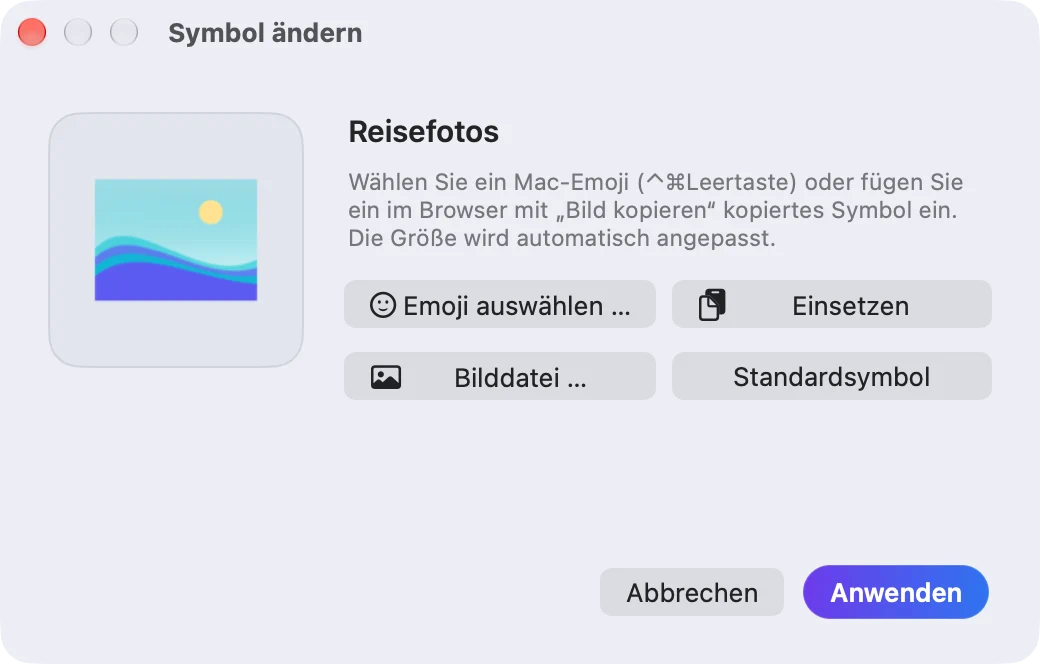 Symbol ändern
Reisefotos
Wählen Sie ein Mac-Emoji (^⌘Leertaste) oder fügen Sie
ein im Browser mit „Bild kopieren“ kopiertes Symbol ein.
Die Größe wird automatisch angepasst.
Emoji auswählen ...
Einsetzen
Bilddatei ...
Standardsymbol
Abbrechen
Anwenden